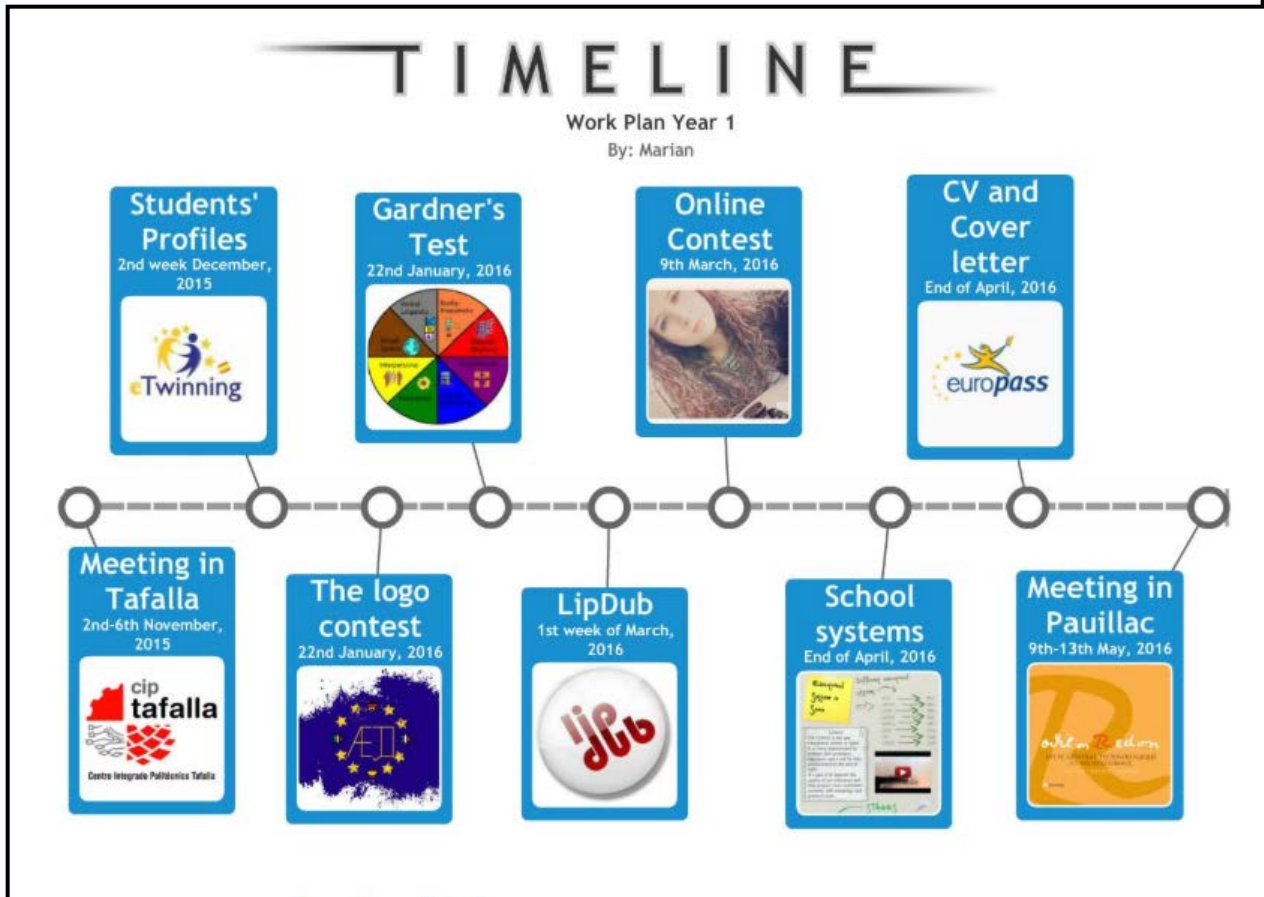 TIMELINE
Work Plan Year 1
By: Marian
Meeting in
Tafalla
2nd-6th November,
2015
cip
tafalla
Centro Integrado Politécnico Tafalla
Students'
Profiles
2nd week December,
2015
eTwinning
The logo
contest
22nd January, 2016
Gardner's
Test
22nd January, 2016
Interpersonal
LipDub
1st week of March,
2016
lip
dub
Online
Contest
9th March, 2016
School
systems
End of April, 2016
CV and
Cover
letter
End of April, 2016
europass
Meeting in
Pauillac
9th-13th May, 2016
R
odilon Redon